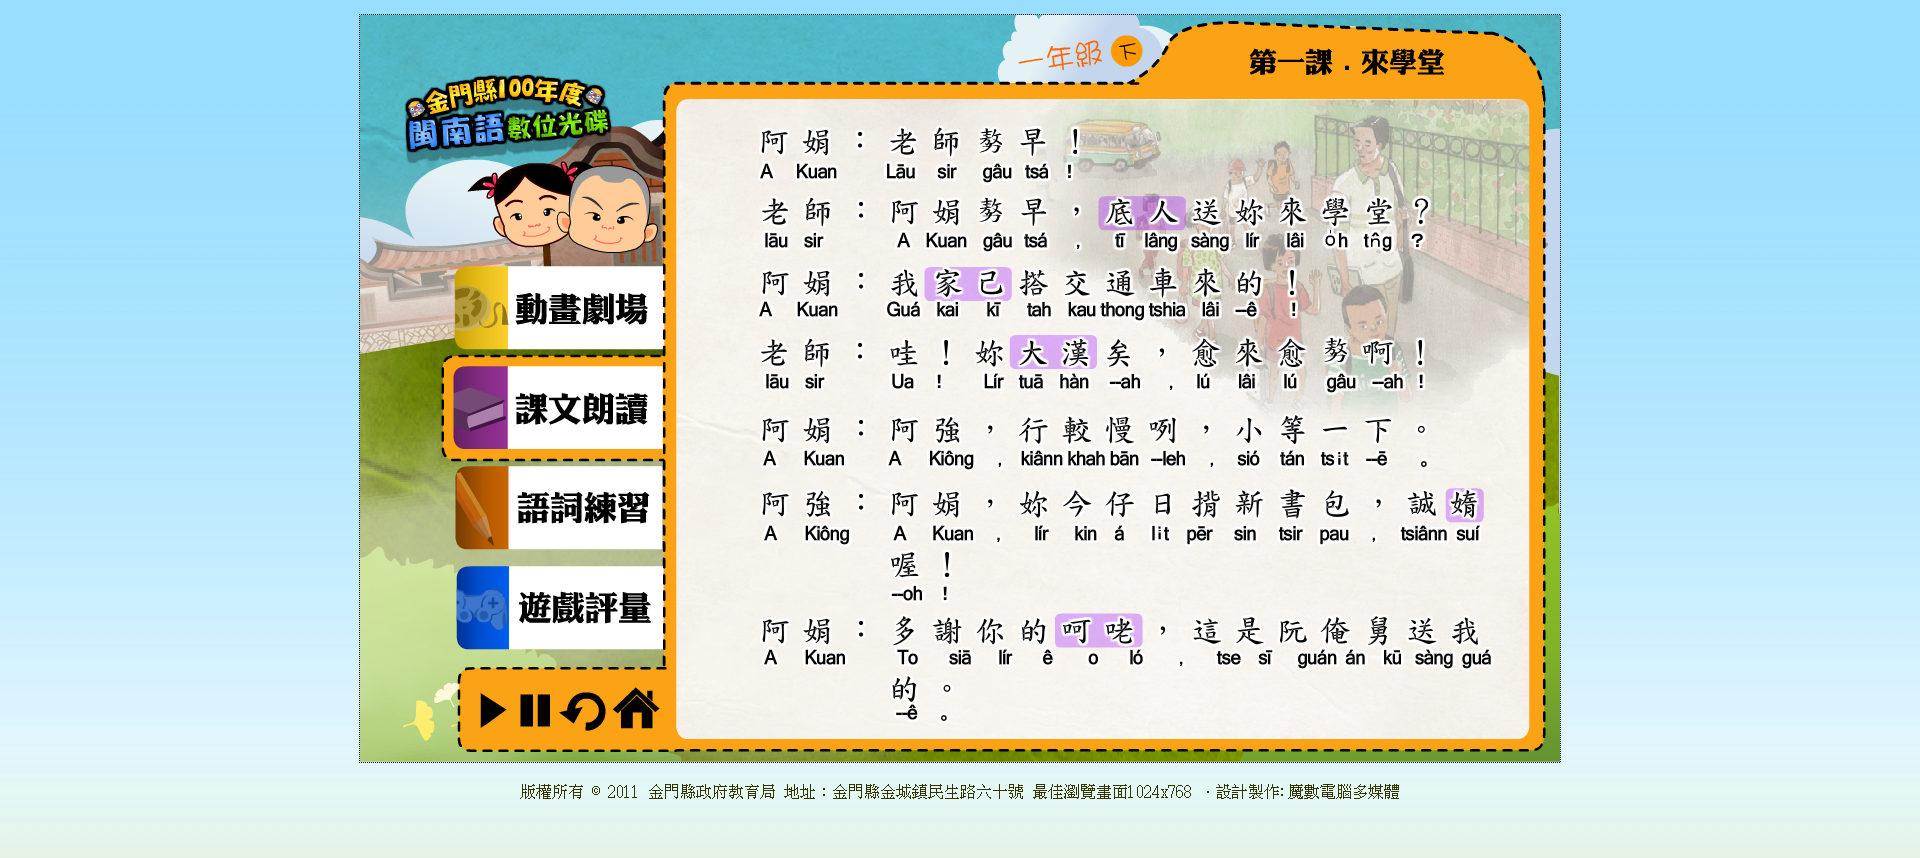 一年級 下
第一課．來學堂
金門縣100年度
閩南語數位光碟
動畫劇場
課文朗讀
語詞練習
遊戲評量
阿娟：老師勢早！
A Kuan Lāu sir gâu tsá !
老師：阿娟勢早，底人送妳來學堂？
lāu sir A Kuan gâu tsá , tī lâng sàng lír lâi o̍h tn̂g ?
阿娟：我家己搭交通車來的！
A Kuan Guá kai kī tah kau thong tshia lâi --ê !
老師：哇！妳大漢矣，愈來愈勢啊！
lāu sir Ua ! Lír tuā hàn --ah , lú lâi lú gâu --ah !
阿娟：阿強，行較慢咧，小等一下。
A Kuan A Kiông , kiânn khah bān --leh , sió tán tsi̍t --ē 。
阿強：阿娟，妳今仔日揹新書包，誠媠
A Kiông A Kuan , lír kin á li̍t pēr sin tsir pau , tsiânn suí
喔！
--oh !
阿娟：多謝你的呵咾，這是阮俺舅送我
A Kuan To siā lír ê o ló , tse sī guán án kū sàng guá
的。
--ê 。
版權所有 © 2011 金門縣政府教育局 地址：金門縣金城鎮民生路六十號 最佳瀏覽畫面1024x768 ．設計製作: 魔數電腦多媒體